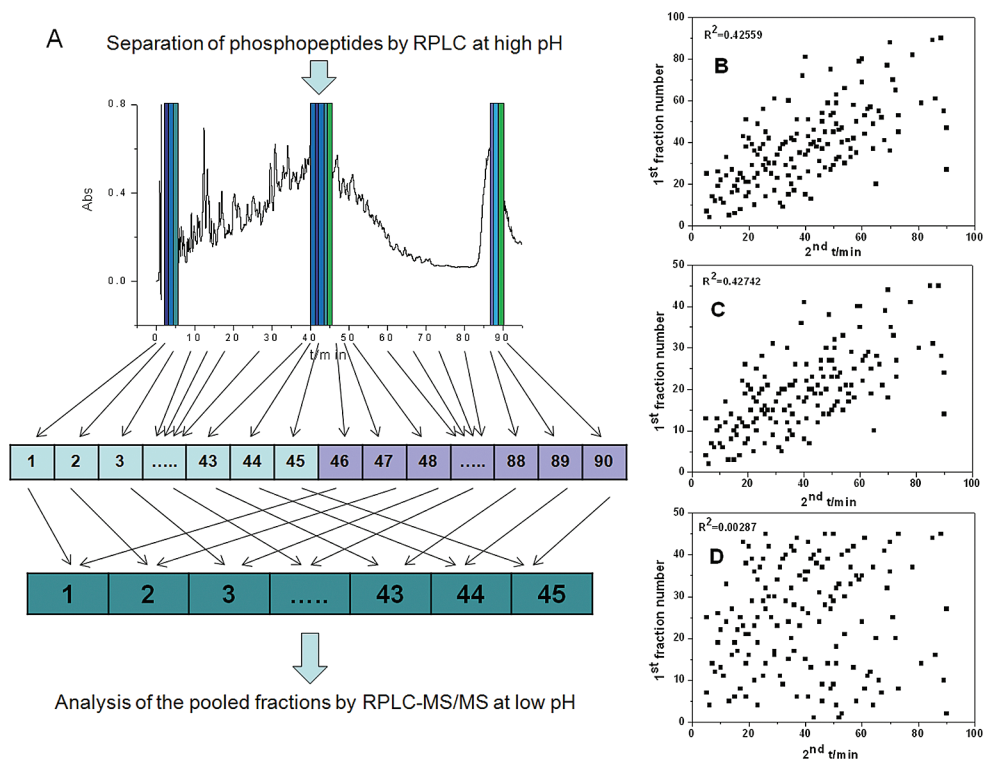 A
Separation of phosphopeptides by RPLC at high pH
0.8
0.4
0.0
Abs
0 10 20 30 40 50 60 70 80 90
t/min
1 2 3 ..... 43 44 45 46 47 48 ..... 88 89 90
1 2 3 ..... 43 44 45
Analysis of the pooled fractions by RPLC-MS/MS at low pH
R²=0.42559
B
1st fraction number
100
80
60
40
20
0
0 20 40 60 80 100
2nd t/min
R²=0.42742
C
1st fraction number
50
40
30
20
10
0
0 20 40 60 80 100
2nd t/min
R²=0.00287
D
1st fraction number
50
40
30
20
10
0
0 20 40 60 80 100
2nd t/min